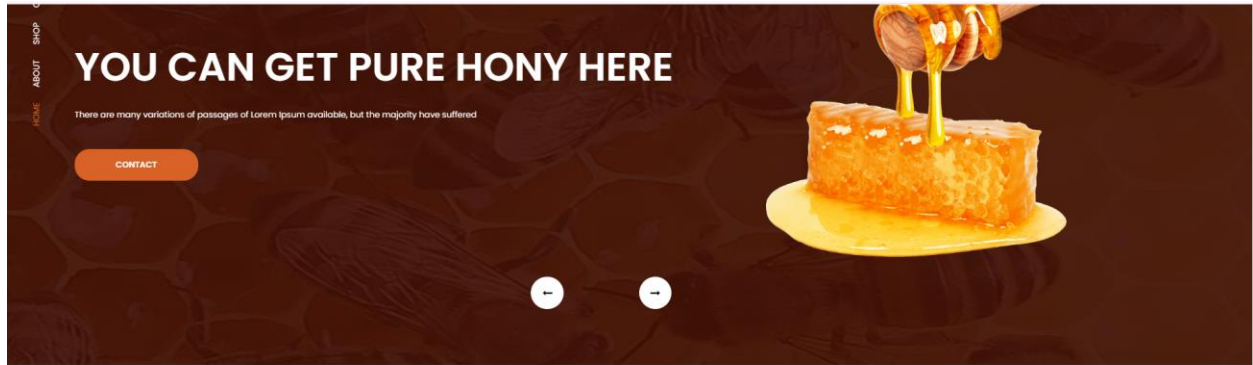 SHOP
ABOUT
HOME
YOU CAN GET PURE HONY HERE
There are many variations of passages of Lorem Ipsum available, but the majority have suffered
CONTACT